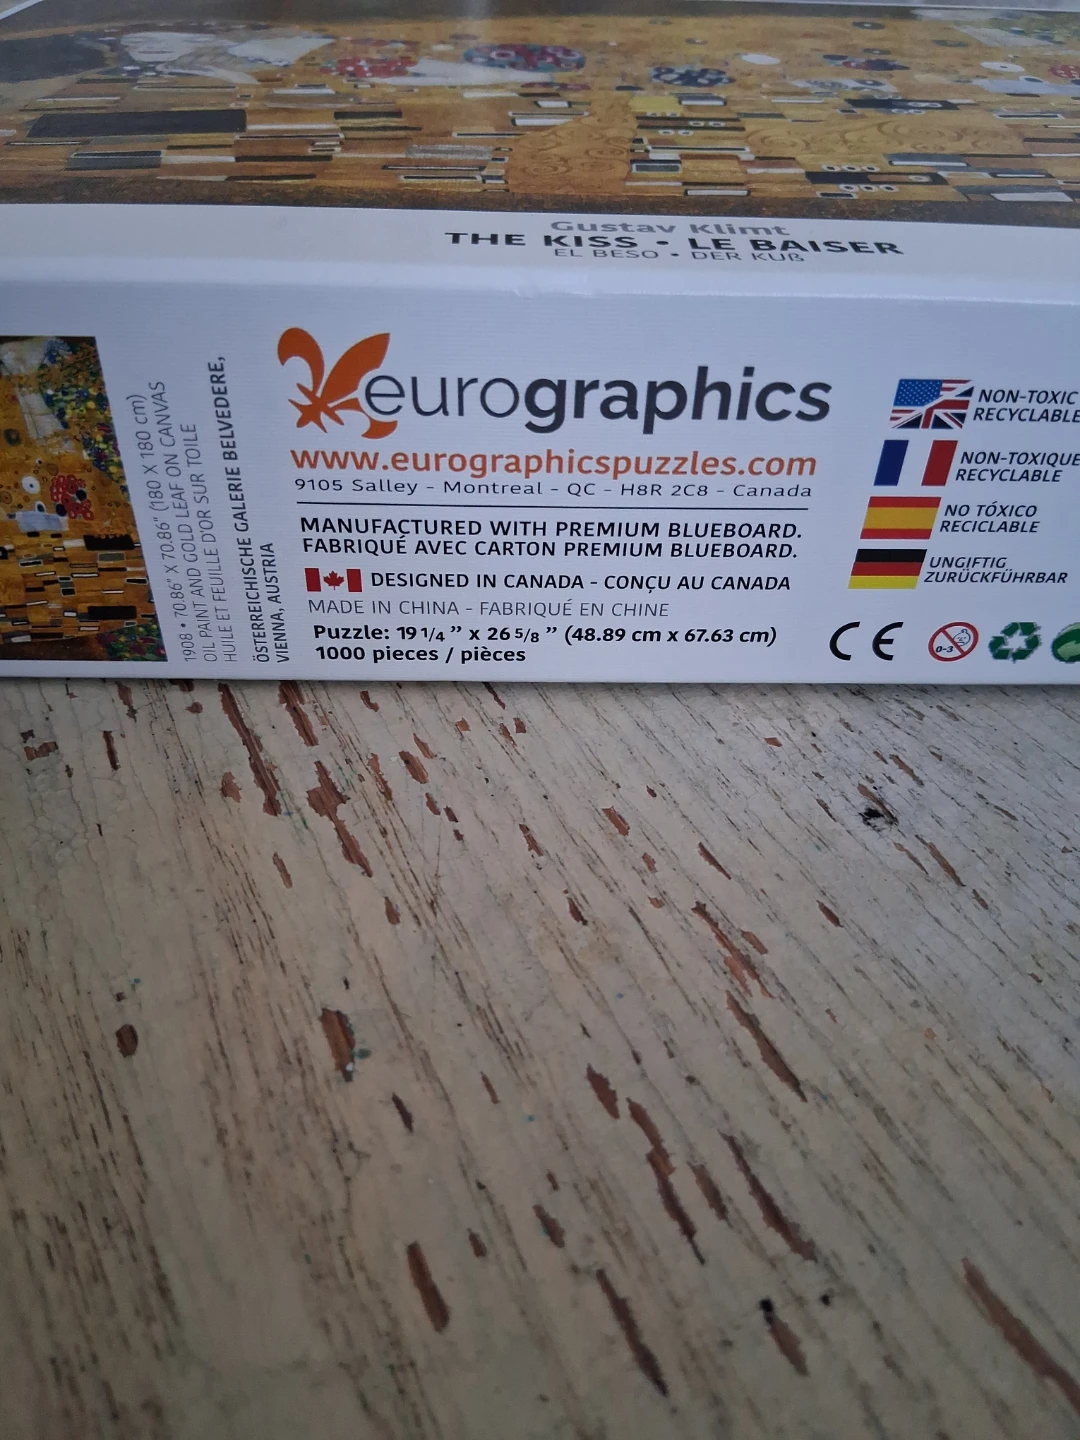 Gustav Klimt
THE KISS • LE BAISER
EL BESO • DER KUß
1908 • 70.86" X 70.86" (180 X 180 cm)
OIL PAINT AND GOLD LEAF ON CANVAS
HUILE ET FEUILLE D'OR SUR TOILE
ÖSTERREICHISCHE GALERIE BELVEDERE,
VIENNA, AUSTRIA
eurographics
www.eurographicspuzzles.com
9105 Salley - Montreal - QC - H8R 2C8 - Canada
MANUFACTURED WITH PREMIUM BLUEBOARD.
FABRIQUÉ AVEC CARTON PREMIUM BLUEBOARD.
DESIGNED IN CANADA - CONÇU AU CANADA
MADE IN CHINA - FABRIQUÉ EN CHINE
Puzzle: 19 1/4 " x 26 5/8 " (48.89 cm x 67.63 cm)
1000 pieces / pièces
NON-TOXIC
RECYCLABLE
NON-TOXIQUE
RECYCLABLE
NO TÓXICO
RECICLABLE
UNGIFTIG
ZURÜCKFÜHRBAR
CE
0-3